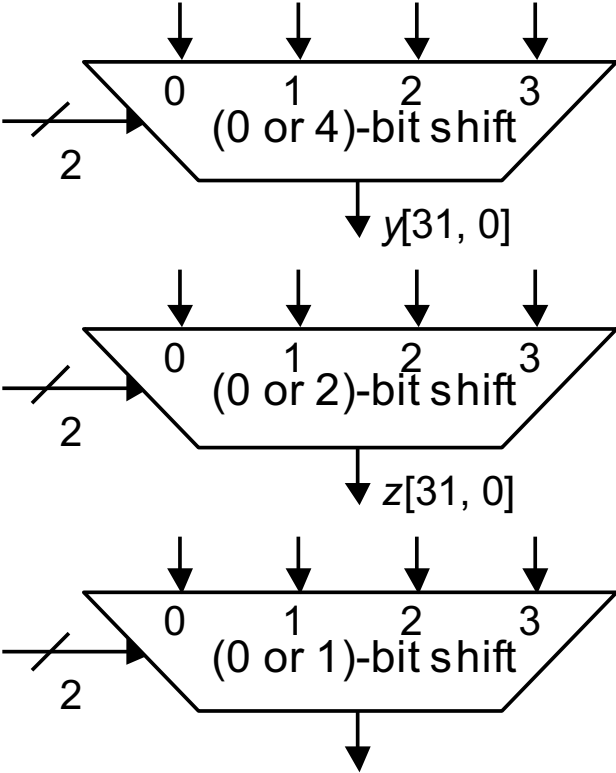 0 1 2 3
(0 or 4)-bit shift
2
y[31, 0]
0 1 2 3
(0 or 2)-bit shift
2
z[31, 0]
0 1 2 3
(0 or 1)-bit shift
2